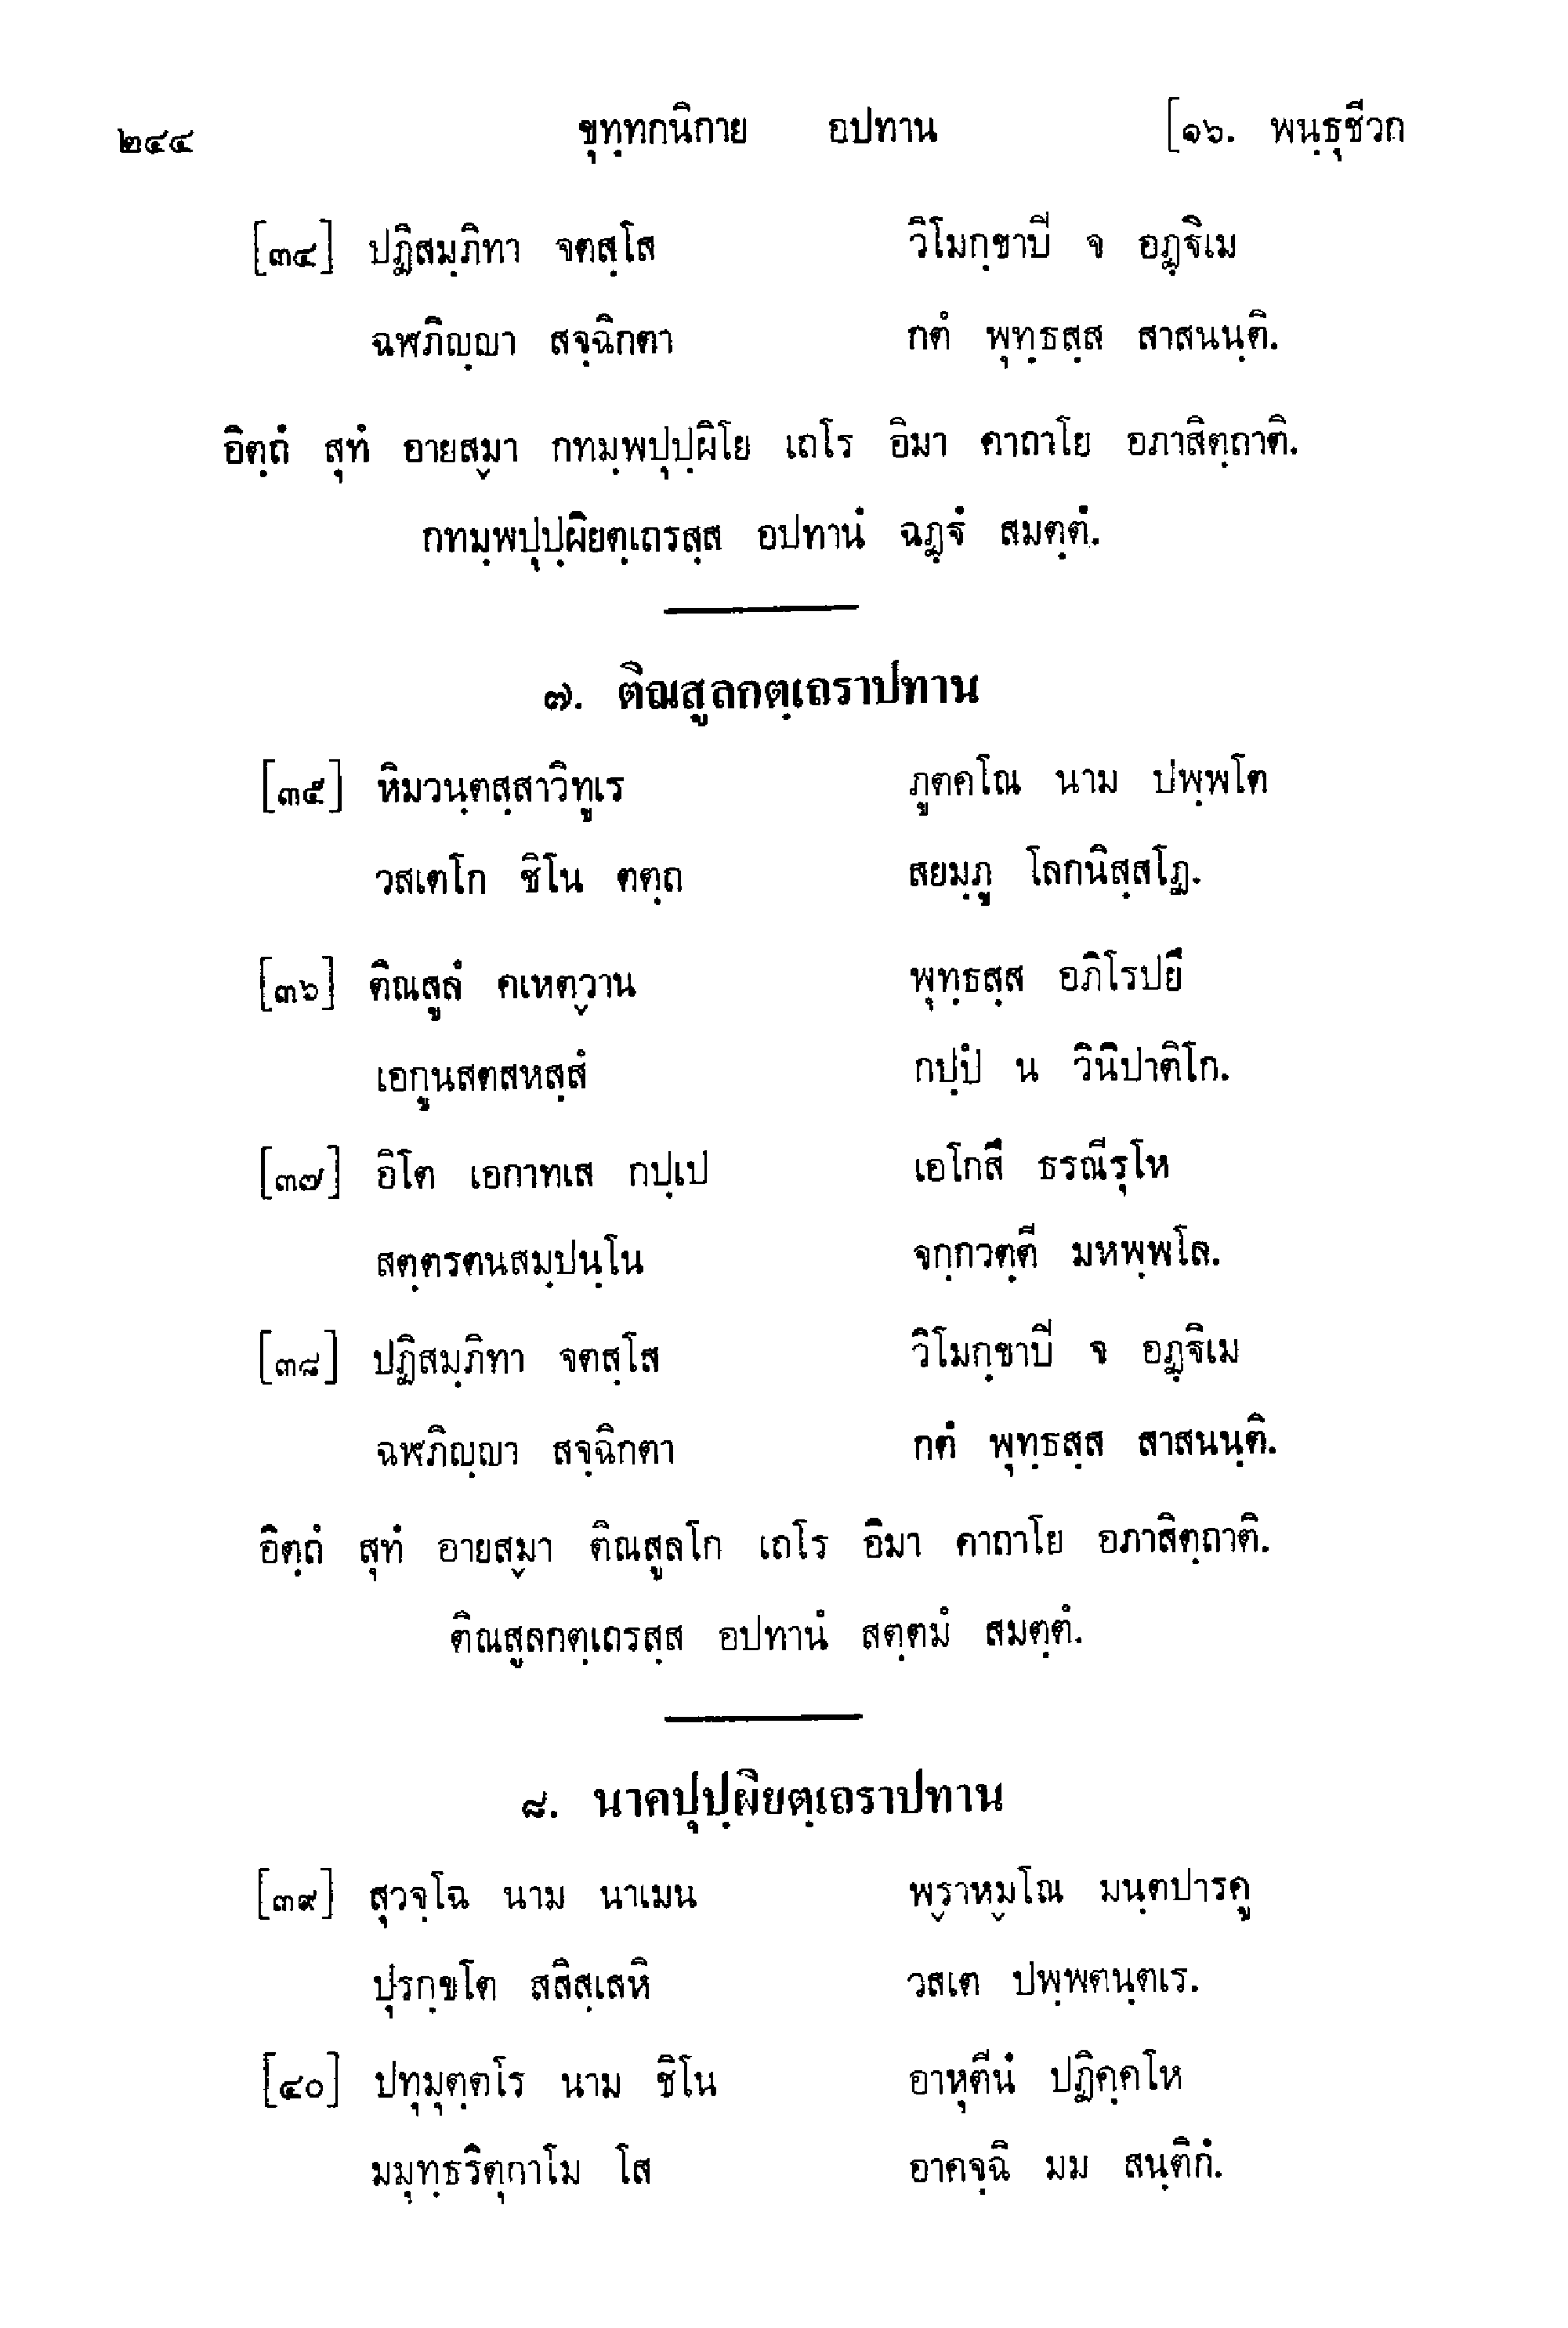 ๒๔๔ ขุทฺทกนิกาย อปทาน [๑๖. พนฺธุชีวก
[๓๔] ปฏิสมฺภิทา จตสฺโส วิโมกฺขาปิ จ อฏฺฐิเม
ฉฬภิญฺญา สจฺฉิกตา กตํ พุทฺธสฺส สาสนนฺติ.
อิตฺถํ สุทํ อายสฺมา กทมฺพปุปฺผิโย เถโร อิมา คาถาโย อภาสิตฺถาติ.
กทมฺพปุปฺผิยตฺเถรสฺส อปทานํ ฉฏฺฐํ สมตฺตํ.
๗. ติณสูลกตฺเถราปทาน
[๓๕] หิมวนฺตสฺสาวิทูเร ภูตคโณ นาม ปพฺพโต
วสเตโก ชิโน ตตฺถ สยมฺภู โลกนิสฺสโฏ.
[๓๖] ติณสูลํ คเหตฺวาน พุทฺธสฺส อภิโรปยึ
เอกูนสตสหสฺสํ กปฺปํ น วินิปาติโก.
[๓๗] อิโต เอกาทเส กปฺเป เอโกสึ ธรณีรุโห
สตฺตรตนสมฺปนฺโน จกฺกวตฺตี มหพฺพโล.
[๓๘] ปฏิสมฺภิทา จตสฺโส วิโมกฺขาปิ จ อฏฺฐิเม
ฉฬภิญฺญา สจฺฉิกตา กตํ พุทฺธสฺส สาสนนฺติ.
อิตฺถํ สุทํ อายสฺมา ติณสูลโก เถโร อิมา คาถาโย อภาสิตฺถาติ.
ติณสูลกตฺเถรสฺส อปทานํ สตฺตมํ สมตฺตํ.
๘. นาคปุปฺผิยตฺเถราปทาน
[๓๙] สุวจฺโฉ นาม นาเมน พฺราหฺมโณ มนฺตปารคู
ปุรกฺขโต สสิสฺเสหิ วสเต ปพฺพตนฺตเร.
[๔๐] ปทุมุตฺตโร นาม ชิโน อาหุตีนํ ปฏิคฺคโห
มมุทฺธริตุกาโม โส อาคจฺฉิ มม สนฺติกํ.